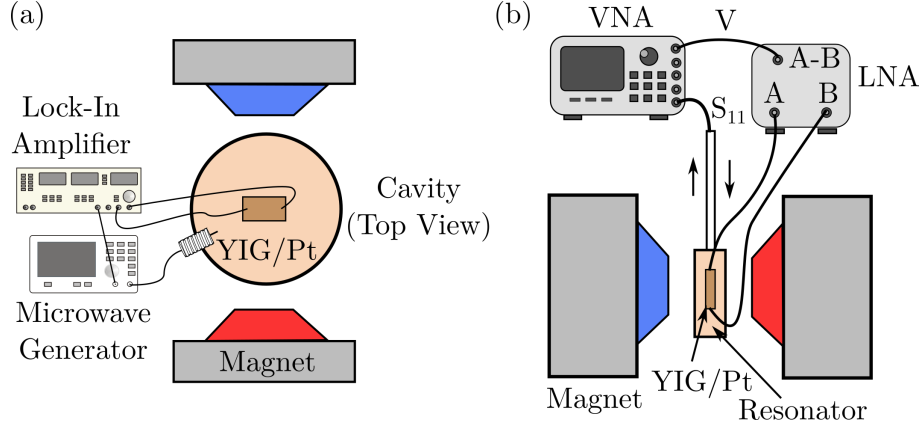 (a)
Lock-In
Amplifier
Cavity
(Top View)
YIG/Pt
Microwave
Generator
Magnet
(b)
VNA
V
A-B
LNA
A
B
S11
Magnet
YIG/Pt
Resonator